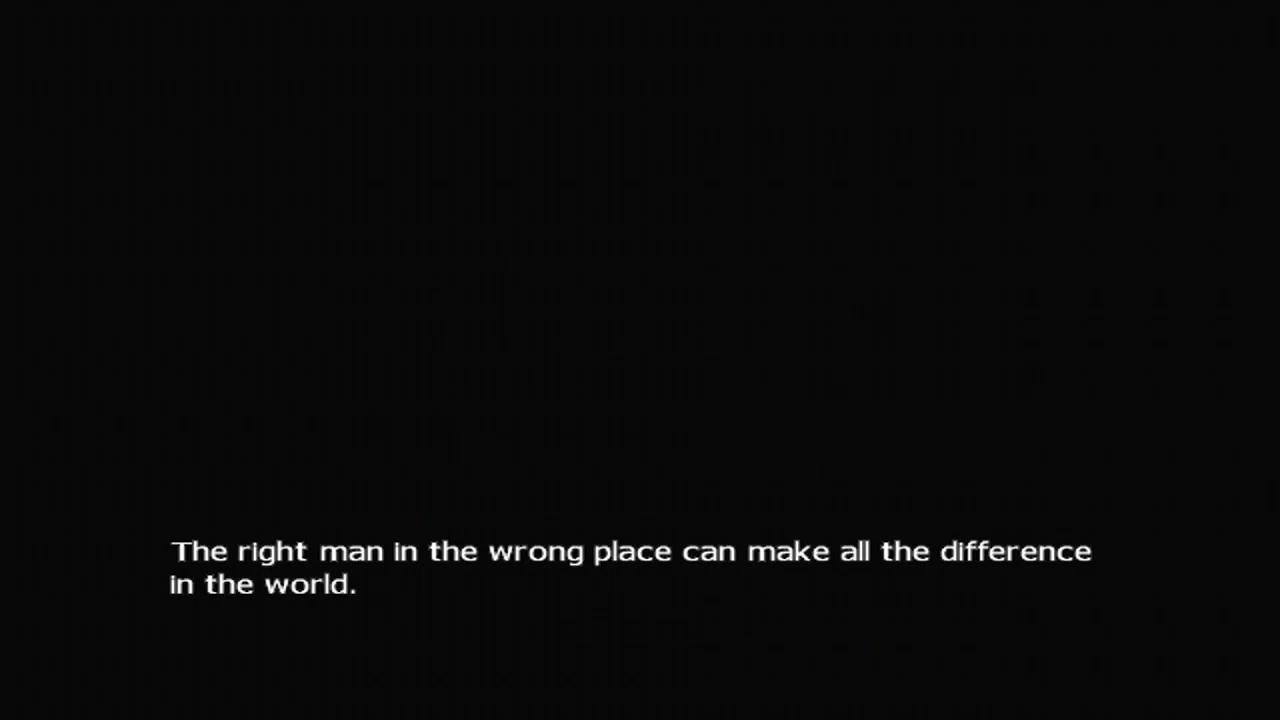 The right man in the wrong place can make all the difference
in the world.